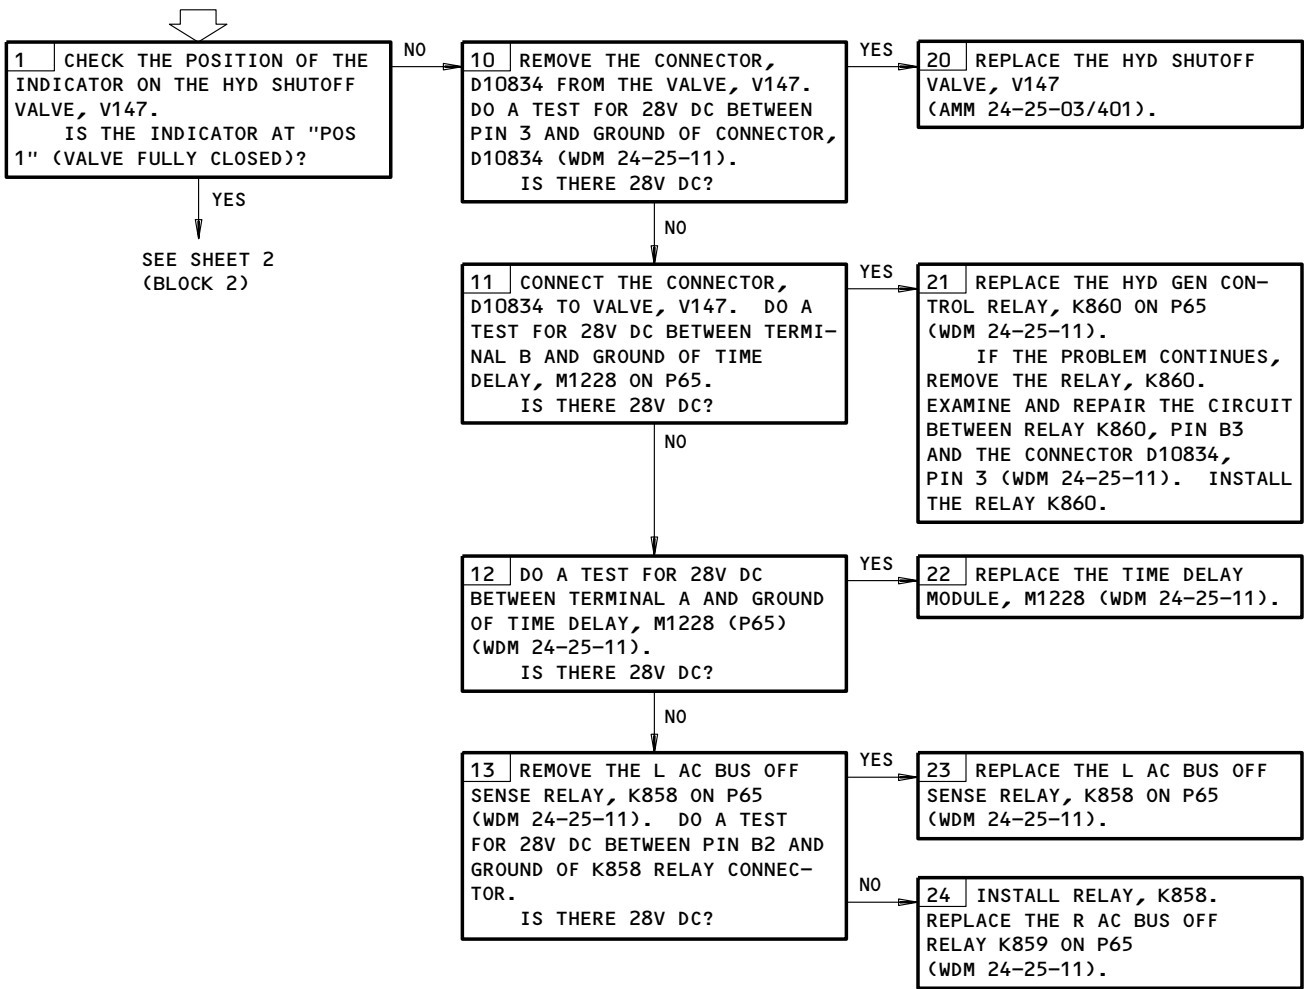 1 CHECK THE POSITION OF THE
INDICATOR ON THE HYD SHUTOFF
VALVE, V147.
IS THE INDICATOR AT "POS
1" (VALVE FULLY CLOSED)?
NO
YES
SEE SHEET 2
(BLOCK 2)
10 REMOVE THE CONNECTOR,
D10834 FROM THE VALVE, V147.
DO A TEST FOR 28V DC BETWEEN
PIN 3 AND GROUND OF CONNECTOR,
D10834 (WDM 24-25-11).
IS THERE 28V DC?
YES
20 REPLACE THE HYD SHUTOFF
VALVE, V147
(AMM 24-25-03/401).
NO
11 CONNECT THE CONNECTOR,
D10834 TO VALVE, V147. DO A
TEST FOR 28V DC BETWEEN TERMI-
NAL B AND GROUND OF TIME
DELAY, M1228 ON P65.
IS THERE 28V DC?
YES
21 REPLACE THE HYD GEN CON-
TROL RELAY, K860 ON P65
(WDM 24-25-11).
IF THE PROBLEM CONTINUES,
REMOVE THE RELAY, K860.
EXAMINE AND REPAIR THE CIRCUIT
BETWEEN RELAY K860, PIN B3
AND THE CONNECTOR D10834,
PIN 3 (WDM 24-25-11). INSTALL
THE RELAY K860.
NO
12 DO A TEST FOR 28V DC
BETWEEN TERMINAL A AND GROUND
OF TIME DELAY, M1228 (P65)
(WDM 24-25-11).
IS THERE 28V DC?
YES
22 REPLACE THE TIME DELAY
MODULE, M1228 (WDM 24-25-11).
NO
13 REMOVE THE L AC BUS OFF
SENSE RELAY, K858 ON P65
(WDM 24-25-11). DO A TEST
FOR 28V DC BETWEEN PIN B2 AND
GROUND OF K858 RELAY CONNEC-
TOR.
IS THERE 28V DC?
YES
23 REPLACE THE L AC BUS OFF
SENSE RELAY, K858 ON P65
(WDM 24-25-11).
NO
24 INSTALL RELAY, K858.
REPLACE THE R AC BUS OFF
RELAY K859 ON P65
(WDM 24-25-11).